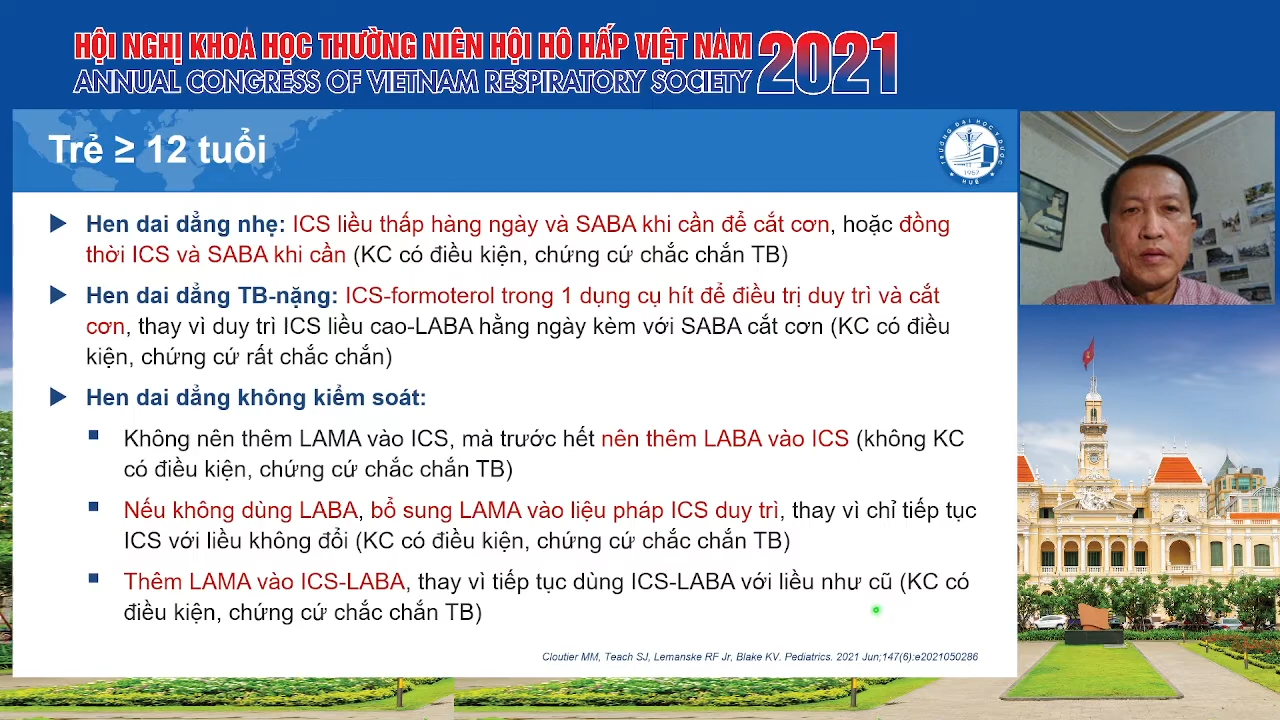 HỘI NGHỊ KHOA HỌC THƯỜNG NIÊN HỘI HÔ HẤP VIỆT NAM 2021
ANNUAL CONGRESS OF VIETNAM RESPIRATORY SOCIETY
Trẻ ≥ 12 tuổi
TRƯỜNG ĐẠI HỌC Y DƯỢC
1957
HUẾ
Hen dai dẳng nhẹ: ICS liều thấp hàng ngày và SABA khi cần để cắt cơn, hoặc đồng
thời ICS và SABA khi cần (KC có điều kiện, chứng cứ chắc chắn TB)
Hen dai dẳng TB-nặng: ICS-formoterol trong 1 dụng cụ hít để điều trị duy trì và cắt
cơn, thay vì duy trì ICS liều cao-LABA hằng ngày kèm với SABA cắt cơn (KC có điều
kiện, chứng cứ rất chắc chắn)
Hen dai dẳng không kiểm soát:
Không nên thêm LAMA vào ICS, mà trước hết nên thêm LABA vào ICS (không KC
có điều kiện, chứng cứ chắc chắn TB)
Nếu không dùng LABA, bổ sung LAMA vào liệu pháp ICS duy trì, thay vì chỉ tiếp tục
ICS với liều không đổi (KC có điều kiện, chứng cứ chắc chắn TB)
Thêm LAMA vào ICS-LABA, thay vì tiếp tục dùng ICS-LABA với liều như cũ (KC có
điều kiện, chứng cứ chắc chắn TB)
Cloutier MM, Teach SJ, Lemanske RF Jr, Blake KV. Pediatrics. 2021 Jun;147(6):e2021050286